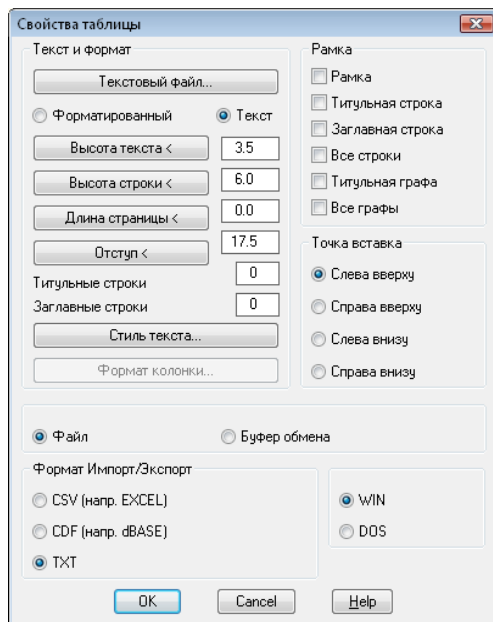 Свойства таблицы
Текст и формат
Текстовый файл...
Форматированный Текст
Высота текста < 3.5
Высота строки < 6.0
Длина страницы < 0.0
Отступ < 17.5
Титульные строки 0
Заглавные строки 0
Стиль текста...
Формат колонки...
Рамка
Рамка
Титульная строка
Заглавная строка
Все строки
Титульная графа
Все графы
Точка вставка
Слева вверху
Справа вверху
Слева внизу
Справа внизу
Файл Буфер обмена
Формат Импорт/Экспорт
CSV (напр. EXCEL)
CDF (напр. dBASE)
TXT
WIN
DOS
OK Cancel Help